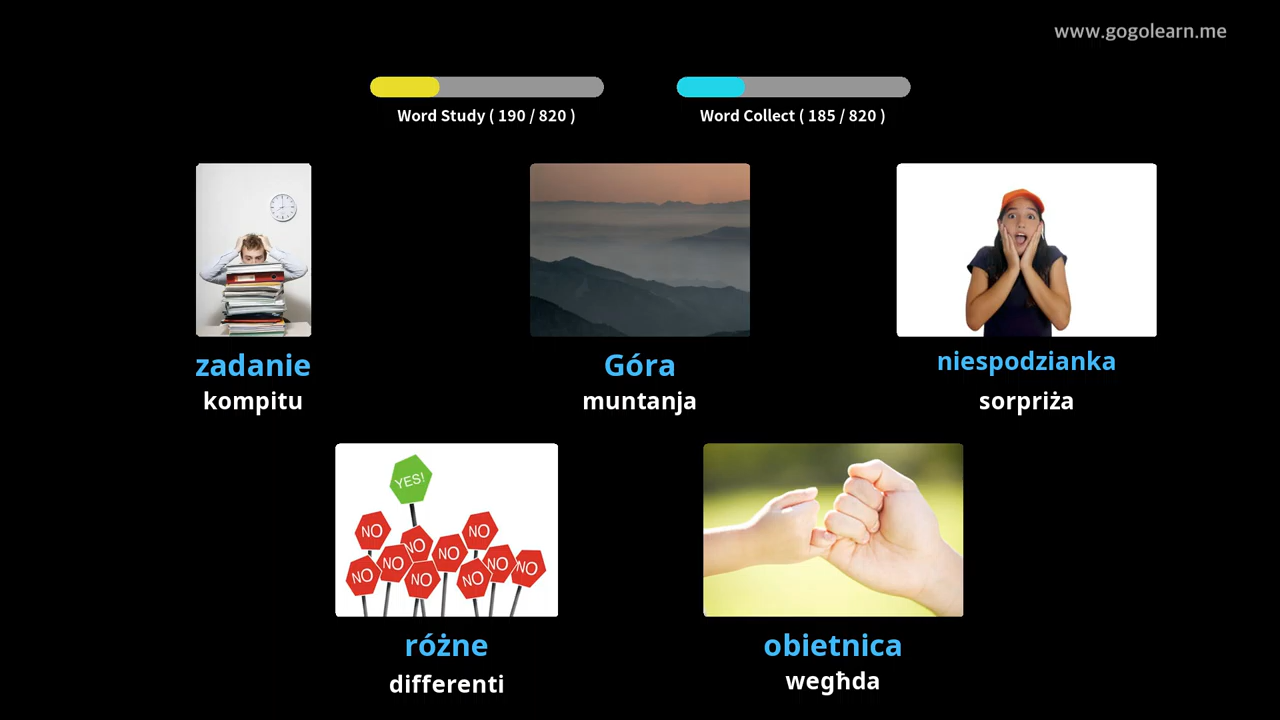 www.gogolearn.me
Word Study ( 190 / 820 )
Word Collect ( 185 / 820 )
zadanie
kompitu
Góra
muntanja
niespodzianka
sorpriża
YES!
NO
NO
NO
NO
NO
NO
NO
NO
NO
NO
różne
differenti
obietnica
wegħda